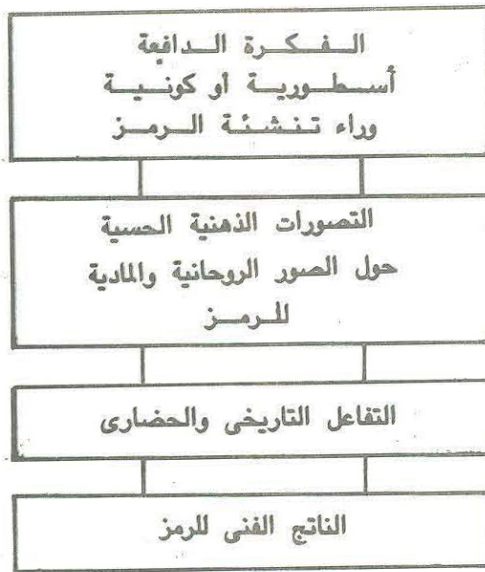 الفكرة الدافعة
أسطورية أو كونية
وراء تنشئة الرمز
التصورات الذهنية الحسية
حول الصور الروحانية والمادية
للرمز
التفاعل التاريخى والحضارى
الناتج الفنى للرمز